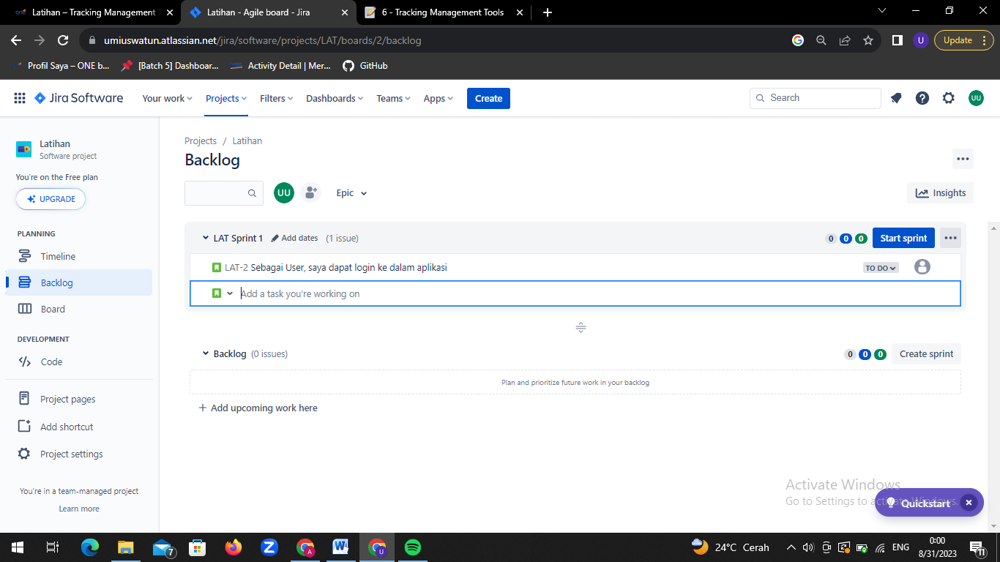 Latihan – Tracking Management T
Latihan - Agile board - Jira
6 - Tracking Management Tools
umiuswatun.atlassian.net/jira/software/projects/LAT/boards/2/backlog
U
Update
Profil Saya – ONE b...
[Batch 5] Dashboar...
Activity Detail | Mer...
GitHub
Jira Software
Your work
Projects
Filters
Dashboards
Teams
Apps
Create
Search
UU
Latihan
Software project
You're on the Free plan
UPGRADE
PLANNING
Timeline
Backlog
Board
DEVELOPMENT
Code
Project pages
Add shortcut
Project settings
You're in a team-managed project
Learn more
Projects / Latihan
Backlog
UU
Epic
Insights
LAT Sprint 1 Add dates (1 issue)
0 0 0 Start sprint
LAT-2 Sebagai User, saya dapat login ke dalam aplikasi
TO DO
Add a task you're working on
Backlog (0 issues)
0 0 0 Create sprint
Plan and prioritize future work in your backlog
+ Add upcoming work here
Activate Windows
Go to Settings to activate Windows.
Quickstart
7
A
U
24°C Cerah
ENG
0:00
8/31/2023
11